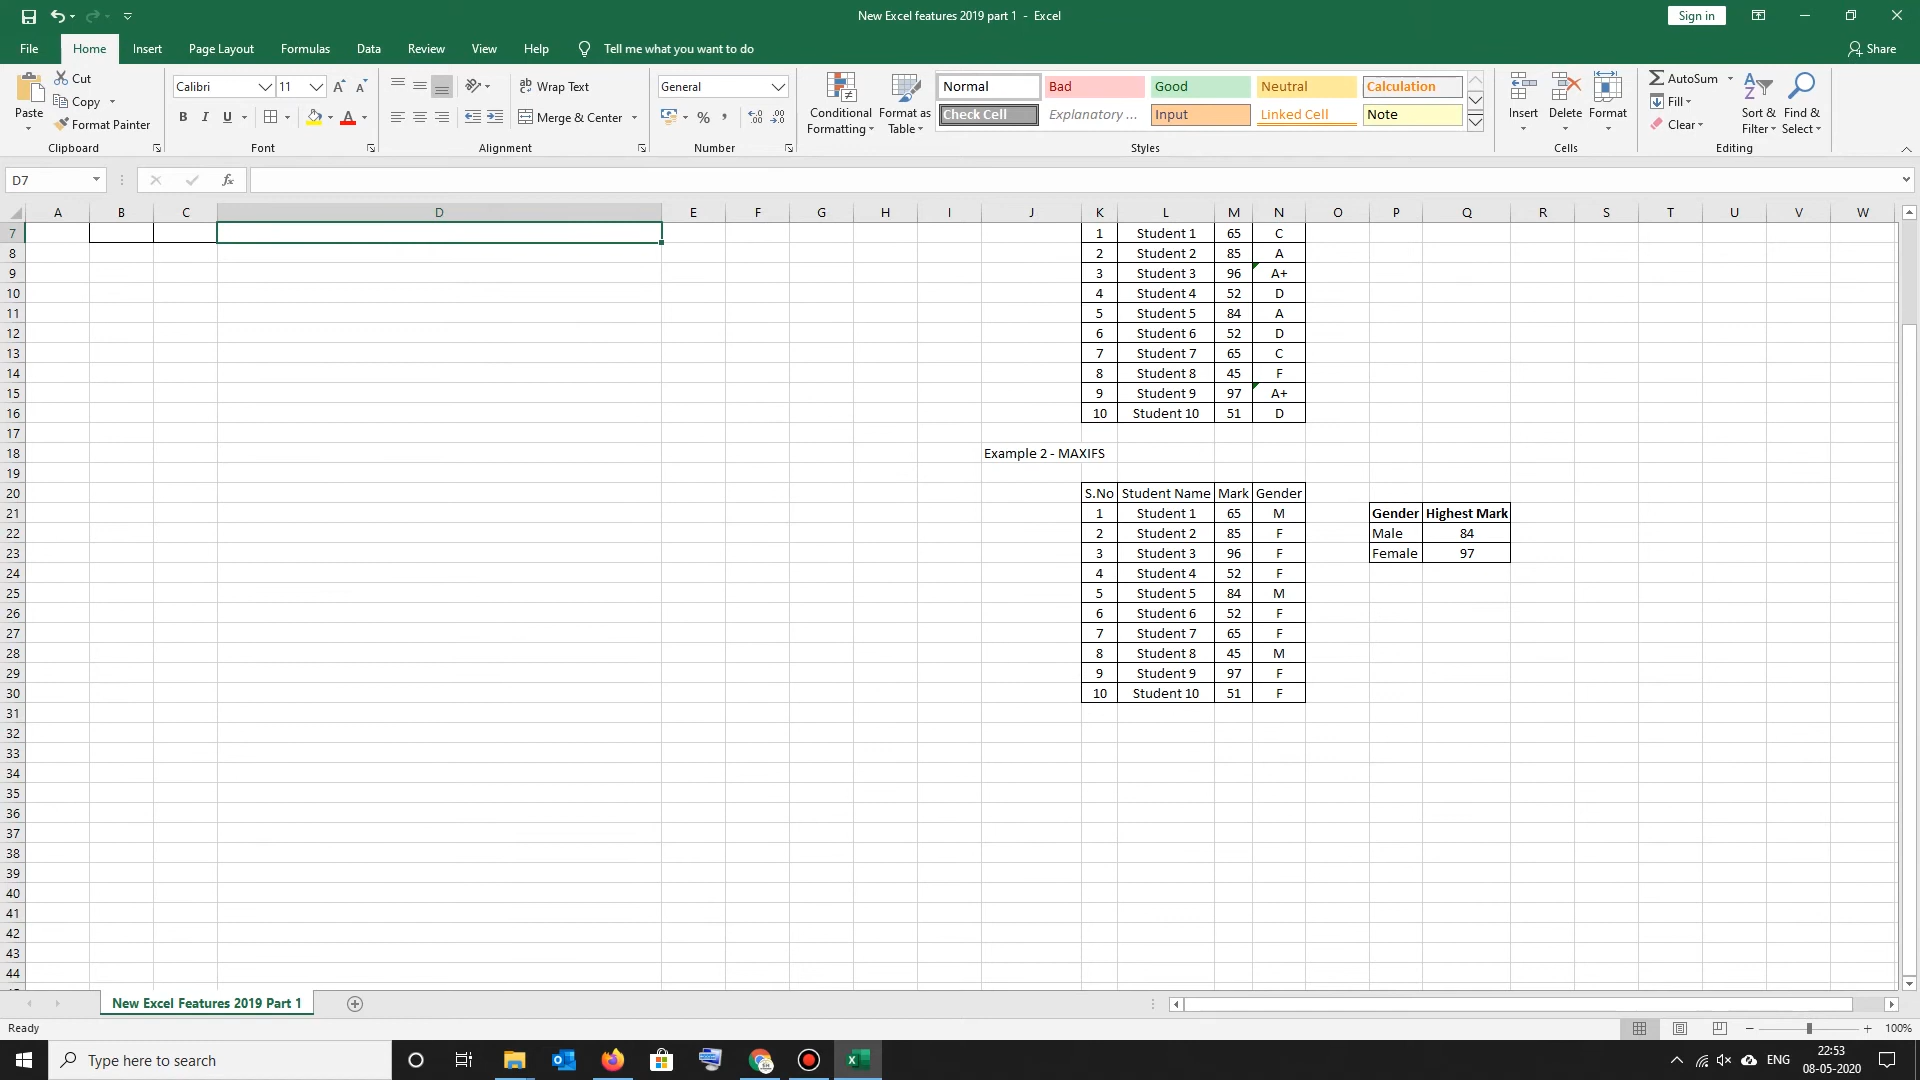 New Excel features 2019 part 1 - Excel
Sign in
File Home Insert Page Layout Formulas Data Review View Help Tell me what you want to do Share
Paste Cut Copy Format Painter Clipboard
Calibri 11 B I U A Font
ab Wrap Text Merge & Center Alignment
General % Number
Conditional Formatting Format as Table
Normal Bad Good Neutral Calculation
Check Cell Explanatory ... Input Linked Cell Note
Styles
Insert Delete Format Cells
AutoSum Fill Clear Sort & Filter Find & Select Editing
D7 fx
A B C D E F G H I J K L M N O P Q R S T U V W
7 1 Student 1 65 C
8 2 Student 2 85 A
9 3 Student 3 96 A+
10 4 Student 4 52 D
11 5 Student 5 84 A
12 6 Student 6 52 D
13 7 Student 7 65 C
14 8 Student 8 45 F
15 9 Student 9 97 A+
16 10 Student 10 51 D
17
18 Example 2 - MAXIFS
19
20 S.No Student Name Mark Gender
21 1 Student 1 65 M Gender Highest Mark
22 2 Student 2 85 F Male 84
23 3 Student 3 96 F Female 97
24 4 Student 4 52 F
25 5 Student 5 84 M
26 6 Student 6 52 F
27 7 Student 7 65 F
28 8 Student 8 45 M
29 9 Student 9 97 F
30 10 Student 10 51 F
31
32
33
34
35
36
37
38
39
40
41
42
43
44
New Excel Features 2019 Part 1
Ready 100%
Type here to search
ENG 22:53
08-05-2020